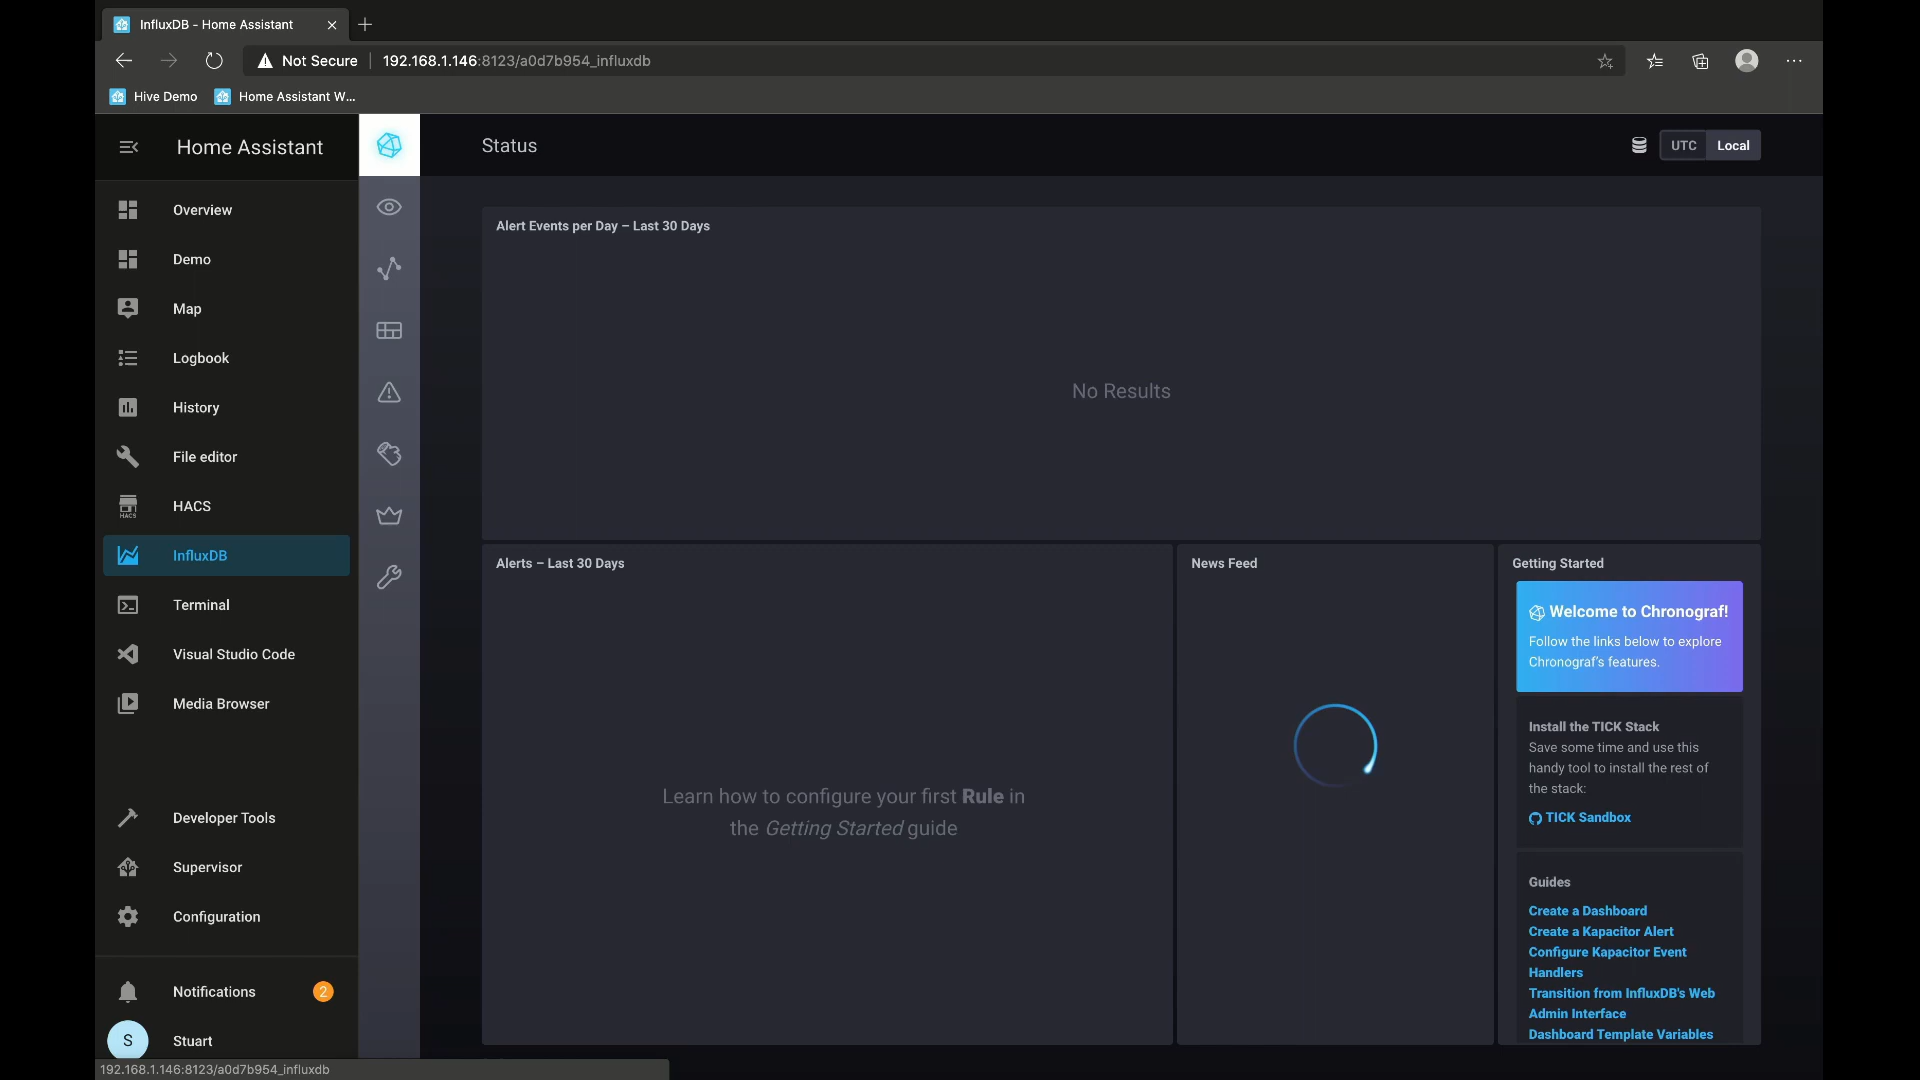 InfluxDB - Home Assistant
Not Secure
192.168.1.146:8123/a0d7b954_influxdb
Hive Demo
Home Assistant W...
Home Assistant
Status
UTC
Local
Overview
Demo
Map
Logbook
History
File editor
HACS
HACS
InfluxDB
Terminal
Visual Studio Code
Media Browser
Developer Tools
Supervisor
Configuration
Notifications
2
S
Stuart
192.168.1.146:8123/a0d7b954_influxdb
Alert Events per Day – Last 30 Days
No Results
Alerts – Last 30 Days
Learn how to configure your first Rule in
the Getting Started guide
News Feed
Getting Started
Welcome to Chronograf!
Follow the links below to explore
Chronograf's features.
Install the TICK Stack
Save some time and use this
handy tool to install the rest of
the stack:
TICK Sandbox
Guides
Create a Dashboard
Create a Kapacitor Alert
Configure Kapacitor Event
Handlers
Transition from InfluxDB's Web
Admin Interface
Dashboard Template Variables